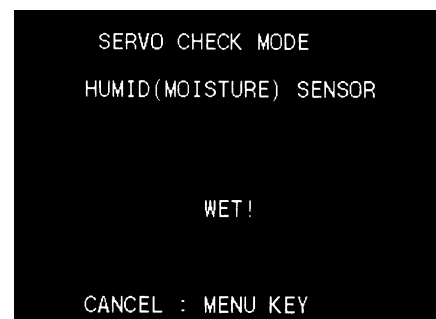 SERVO CHECK MODE
HUMID(MOISTURE) SENSOR
WET!
CANCEL : MENU KEY